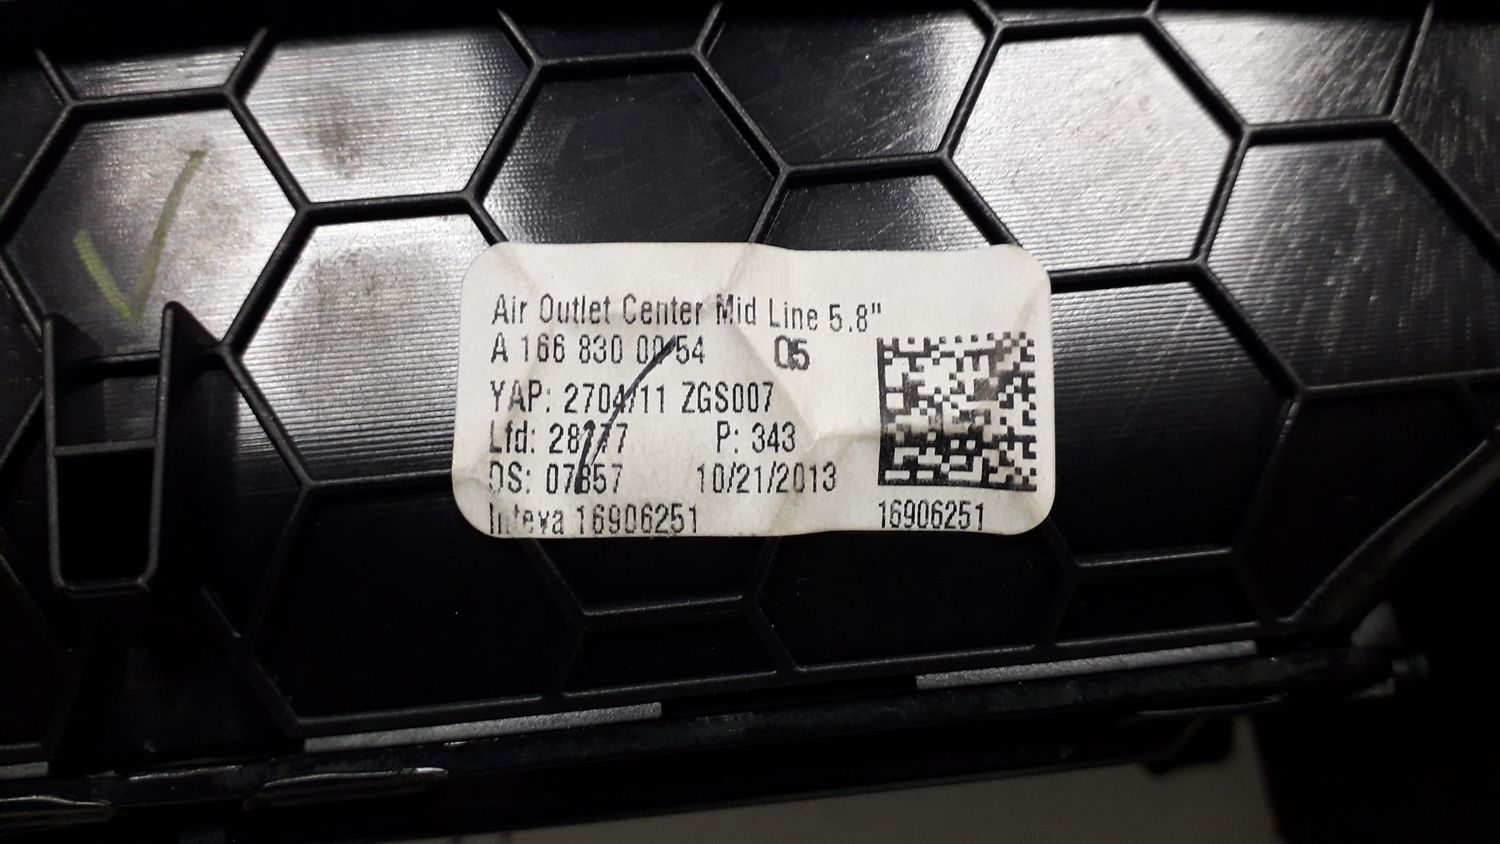 Air Outlet Center Mid Line 5.8"
A 166 830 00 54 05
YAP: 2704/11 ZGS007
Lfd: 28777 P: 343
DS: 07857 10/21/2013
Inteva 16906251 16906251